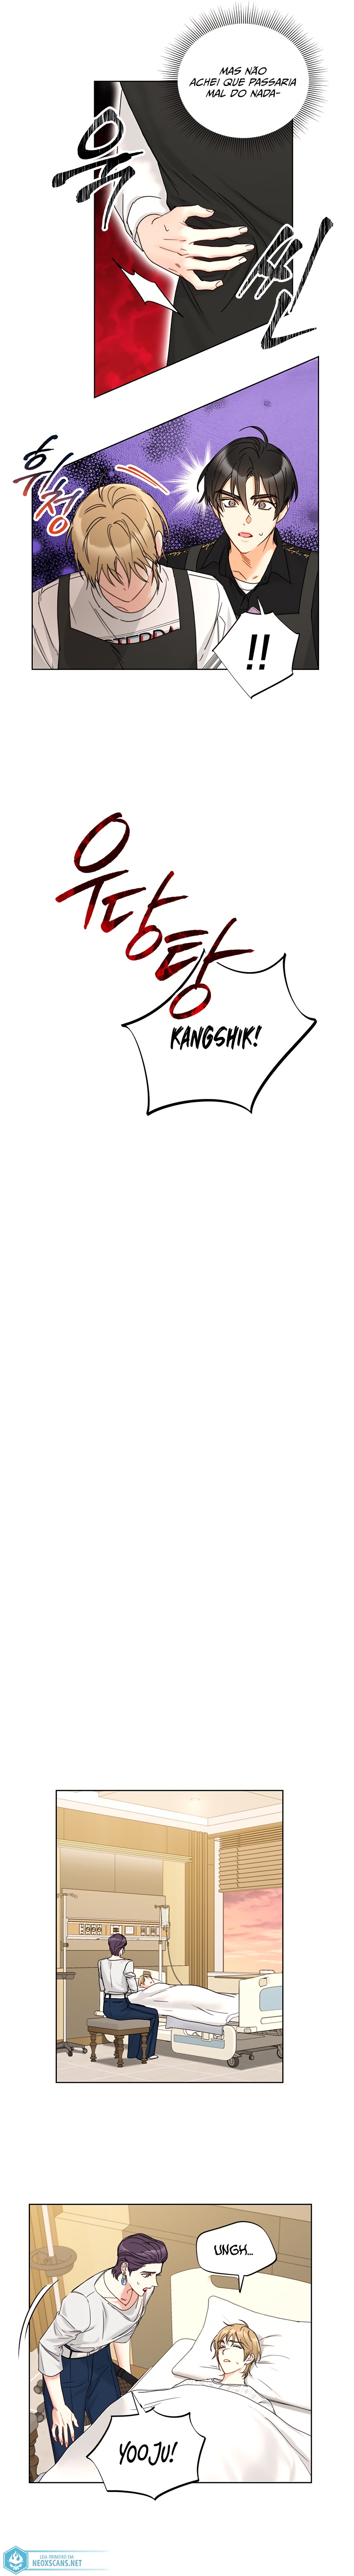 MAS NÃO
ACHEI QUE PASSARIA
MAL DO NADA-
욱
씬
휘청
!!
우당탕
KANGSHIK!
UNGH...
YOOJU!
LEIA PRIMEIRO EM
NEOXSCANS.NET